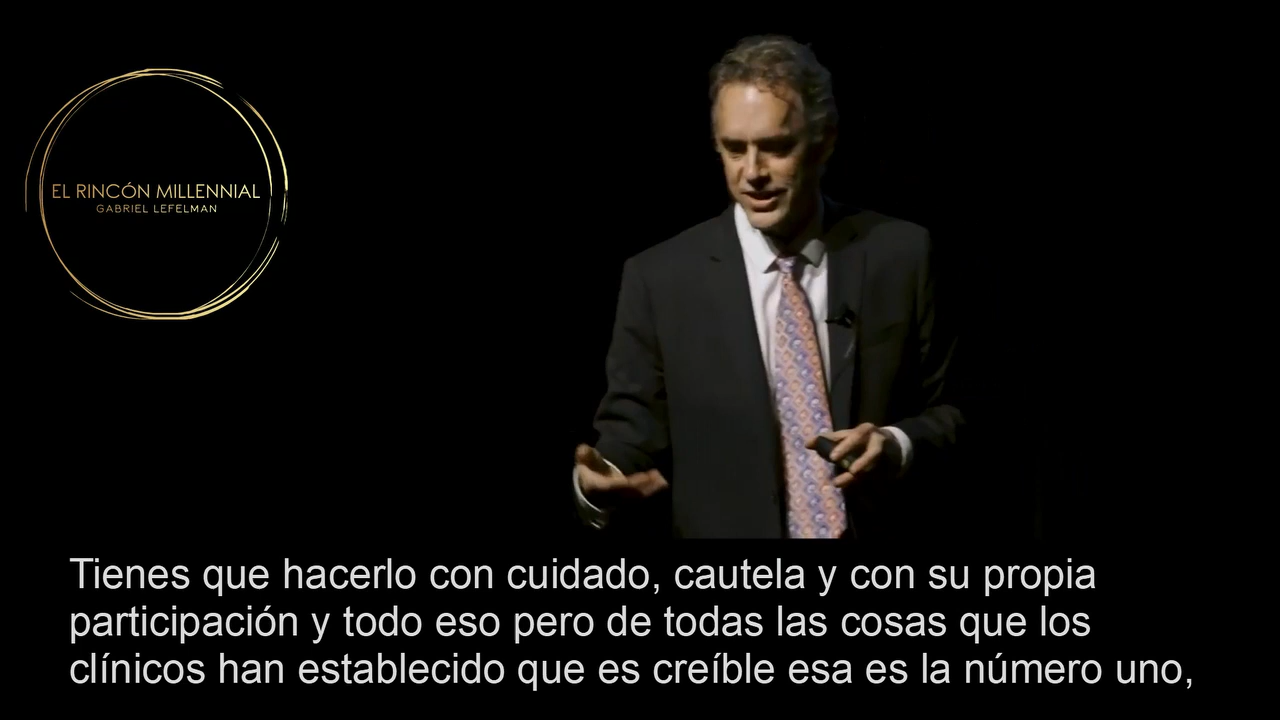 EL RINCÓN MILLENNIAL
GABRIEL LEFELMAN
Tienes que hacerlo con cuidado, cautela y con su propia
participación y todo eso pero de todas las cosas que los
clínicos han establecido que es creíble esa es la número uno,